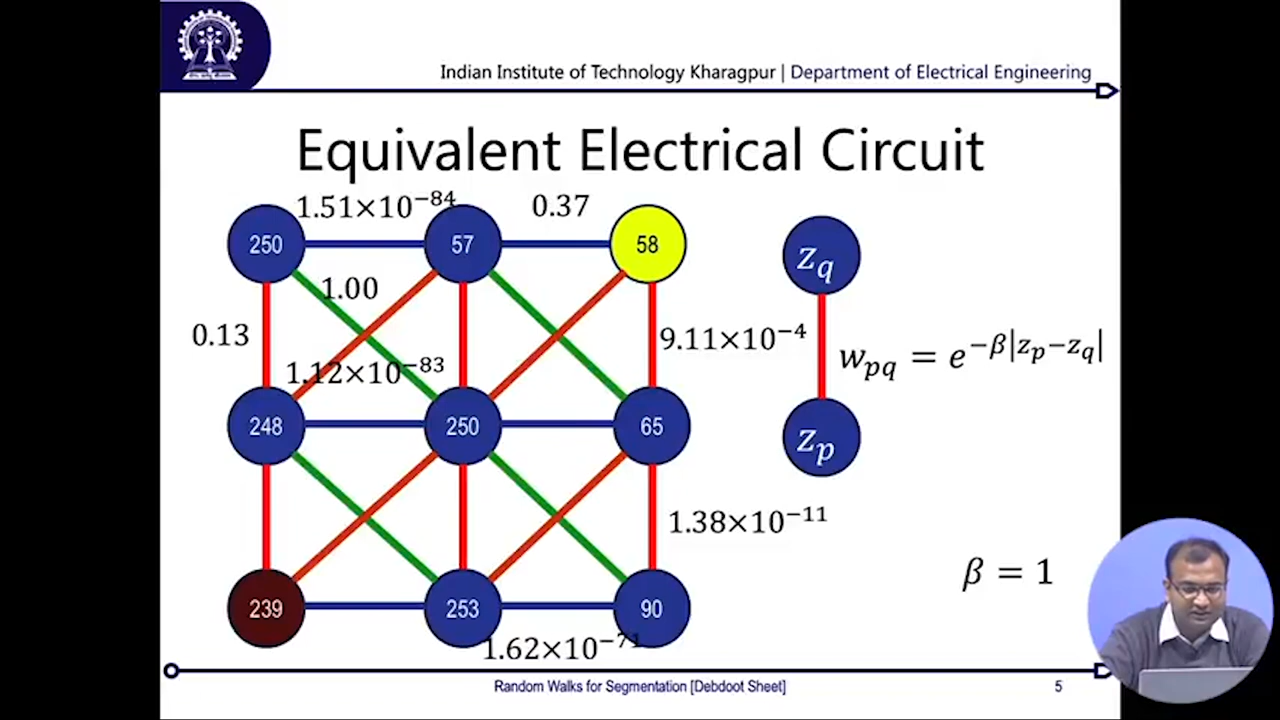 Indian Institute of Technology Kharagpur | Department of Electrical Engineering
Equivalent Electrical Circuit
1.51×10⁻⁸⁴ 0.37
250 57 58
1.00
0.13 9.11×10⁻⁴
1.12×10⁻⁸³
248 250 65
1.38×10⁻¹¹
239 253 90
1.62×10⁻⁷¹
z_q
w_{pq} = e^{-β|z_p−z_q|}
z_p
β = 1
Random Walks for Segmentation [Debdoot Sheet] 5